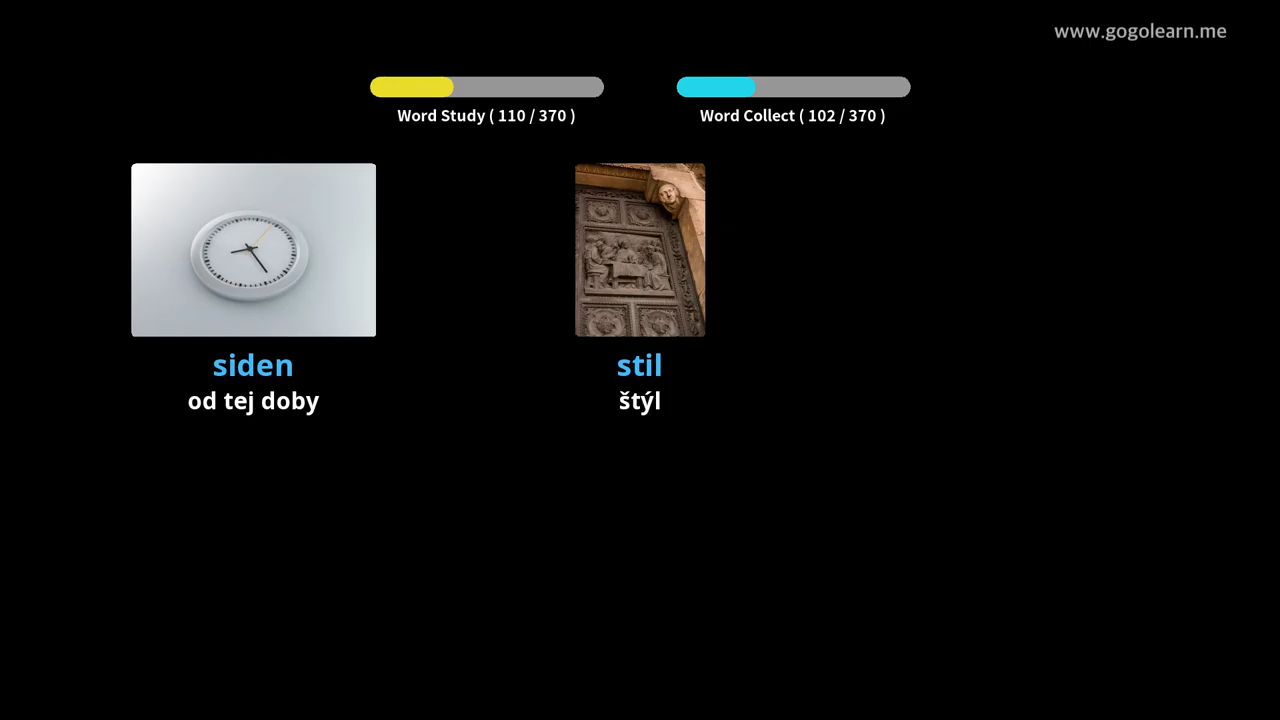 www.gogolearn.me
Word Study ( 110 / 370 )
Word Collect ( 102 / 370 )
siden
od tej doby
stil
štýl